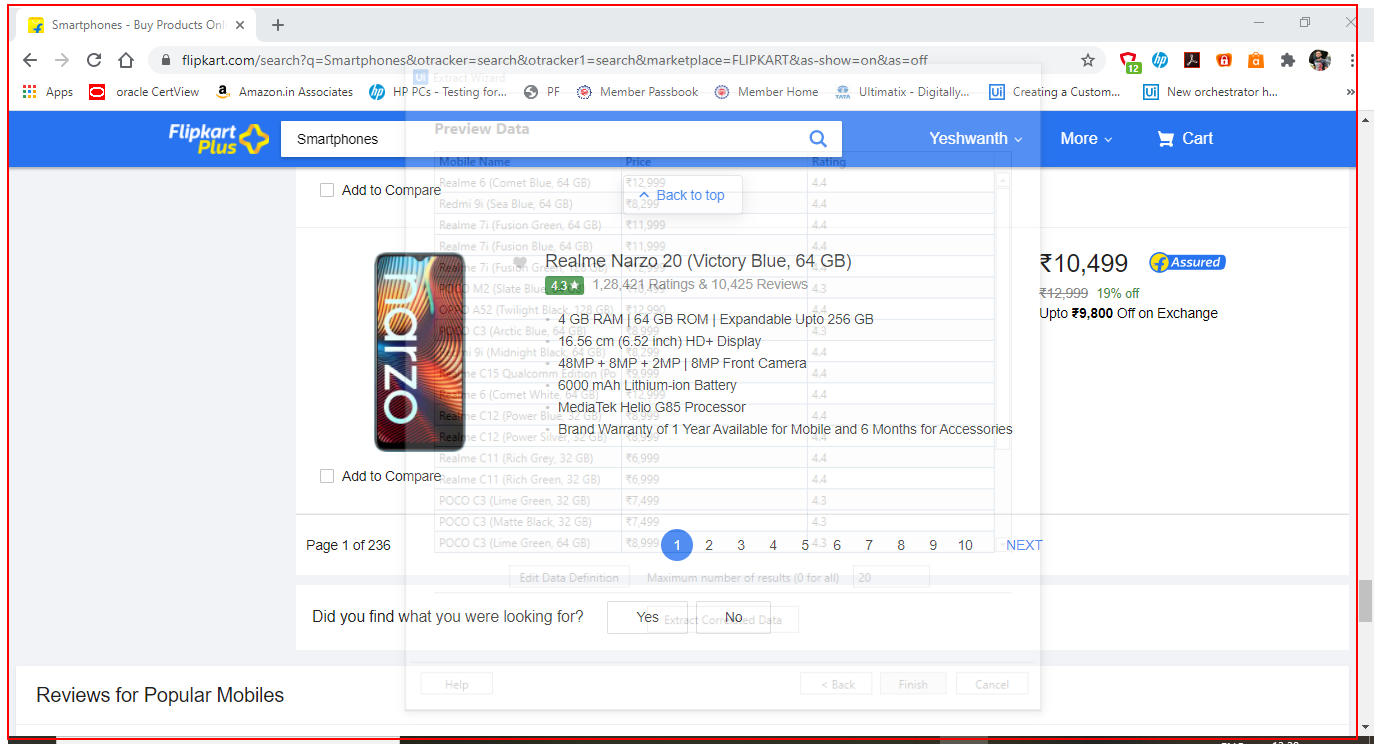 Smartphones - Buy Products Onl
flipkart.com/search?q=Smartphones&otracker=search&otracker1=search&marketplace=FLIPKART&as-show=on&as=off
12
Ui Extract Wizard
Apps oracle CertView Amazon.in Associates HP PCs - Testing for... PF Member Passbook Member Home Ultimatix - Digitally... Creating a Custom... New orchestrator h... »
Flipkart
Plus
Smartphones
Yeshwanth
More
Cart
Preview Data
Mobile Name Price Rating
Realme 6 (Comet Blue, 64 GB) ₹12,999 4.4
Redmi 9i (Sea Blue, 64 GB) ₹8,299 4.4
Realme 7i (Fusion Green, 64 GB) ₹11,999 4.4
Realme 7i (Fusion Blue, 64 GB) ₹11,999 4.4
Realme 7i (Fusion
POCO M2 (Slate Blue, 4.3
OPPO A52 (Twilight Black, 128 GB) ₹12,990 4.4
POCO C3 (Arctic Blue, 64 GB) ₹8,999 4.3
Redmi 9i (Midnight Black, 64 GB) ₹8,299 4.4
Realme C15 Qualcomm Edition (Po ₹9,999 4.4
Realme 6 (Comet White, 64 GB) 4.4
Realme C12 (Power Blue, 32 GB) ₹8,999 4.4
Realme C12 (Power Silver, 32 GB) ₹8,999 4.4
Realme C11 (Rich Grey, 32 GB) ₹6,999 4.4
Realme C11 (Rich Green, 32 GB) ₹6,999 4.4
POCO C3 (Lime Green, 32 GB) ₹7,499 4.3
POCO C3 (Matte Black, 32 GB) ₹7,499 4.3
POCO C3 (Lime Green, 64 GB) ₹8,999 4.3
Add to Compare
Back to top
narzo
Realme Narzo 20 (Victory Blue, 64 GB)
4.3★ 1,28,421 Ratings & 10,425 Reviews
4 GB RAM | 64 GB ROM | Expandable Upto 256 GB
16.56 cm (6.52 inch) HD+ Display
48MP + 8MP + 2MP | 8MP Front Camera
6000 mAh Lithium-ion Battery
MediaTek Helio G85 Processor
Brand Warranty of 1 Year Available for Mobile and 6 Months for Accessories
₹10,499 Assured
₹12,999 19% off
Upto ₹9,800 Off on Exchange
Add to Compare
Page 1 of 236
1 2 3 4 5 6 7 8 9 10 NEXT
Edit Data Definition Maximum number of results (0 for all) 20
Did you find what you were looking for? Yes No
Extract Correlated Data
Help < Back Finish Cancel
Reviews for Popular Mobiles